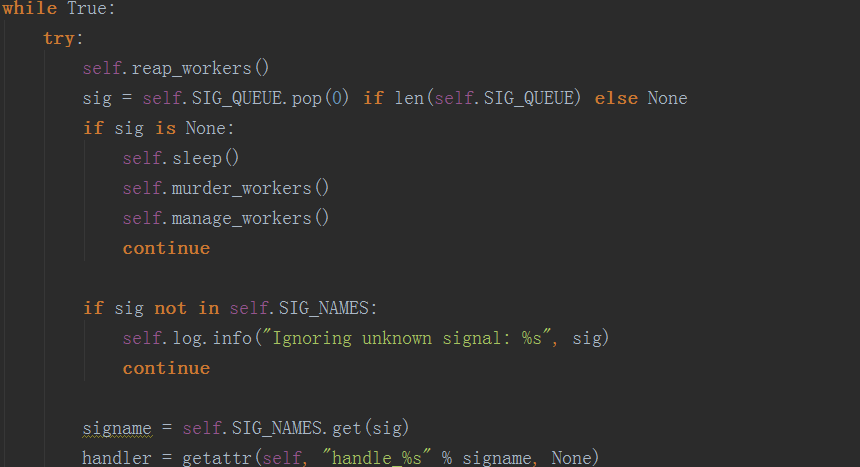 while True:
    try:
        self.reap_workers()
        sig = self.SIG_QUEUE.pop(0) if len(self.SIG_QUEUE) else None
        if sig is None:
            self.sleep()
            self.murder_workers()
            self.manage_workers()
            continue

        if sig not in self.SIG_NAMES:
            self.log.info("Ignoring unknown signal: %s", sig)
            continue

        signame = self.SIG_NAMES.get(sig)
        handler = getattr(self, "handle_%s" % signame, None)